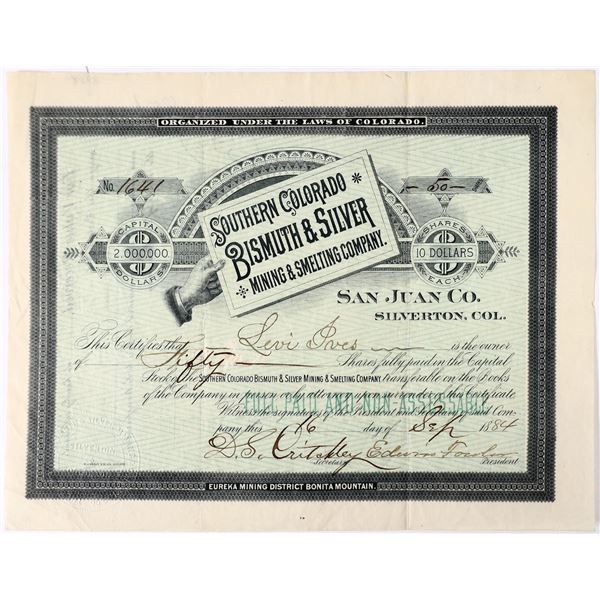 ORGANIZED UNDER THE LAWS OF COLORADO.
No. 1641
- 50 -
SOUTHERN COLORADO
BISMUTH & SILVER
MINING & SMELTING COMPANY.
CAPITAL
2.000,000
DOLLARS
SHARES
10 DOLLARS
EACH
SAN JUAN CO.
SILVERTON, COL.
This Certifies that Levi Ives is the owner
of Fifty Shares fully paid in the Capital
Stock of the SOUTHERN COLORADO BISMUTH & SILVER MINING & SMELTING COMPANY transferable on the Books
of the Company in person or by attorney upon surrender of this Certificate.
FULL PAID AND NON-ASSESSABLE
Witness the signatures of the President and Secretary of said Com-
pany this 16 day of Sep 1884
D. S. Critchley
Secretary
Edwin
President
EUREKA MINING DISTRICT BONITA MOUNTAIN.